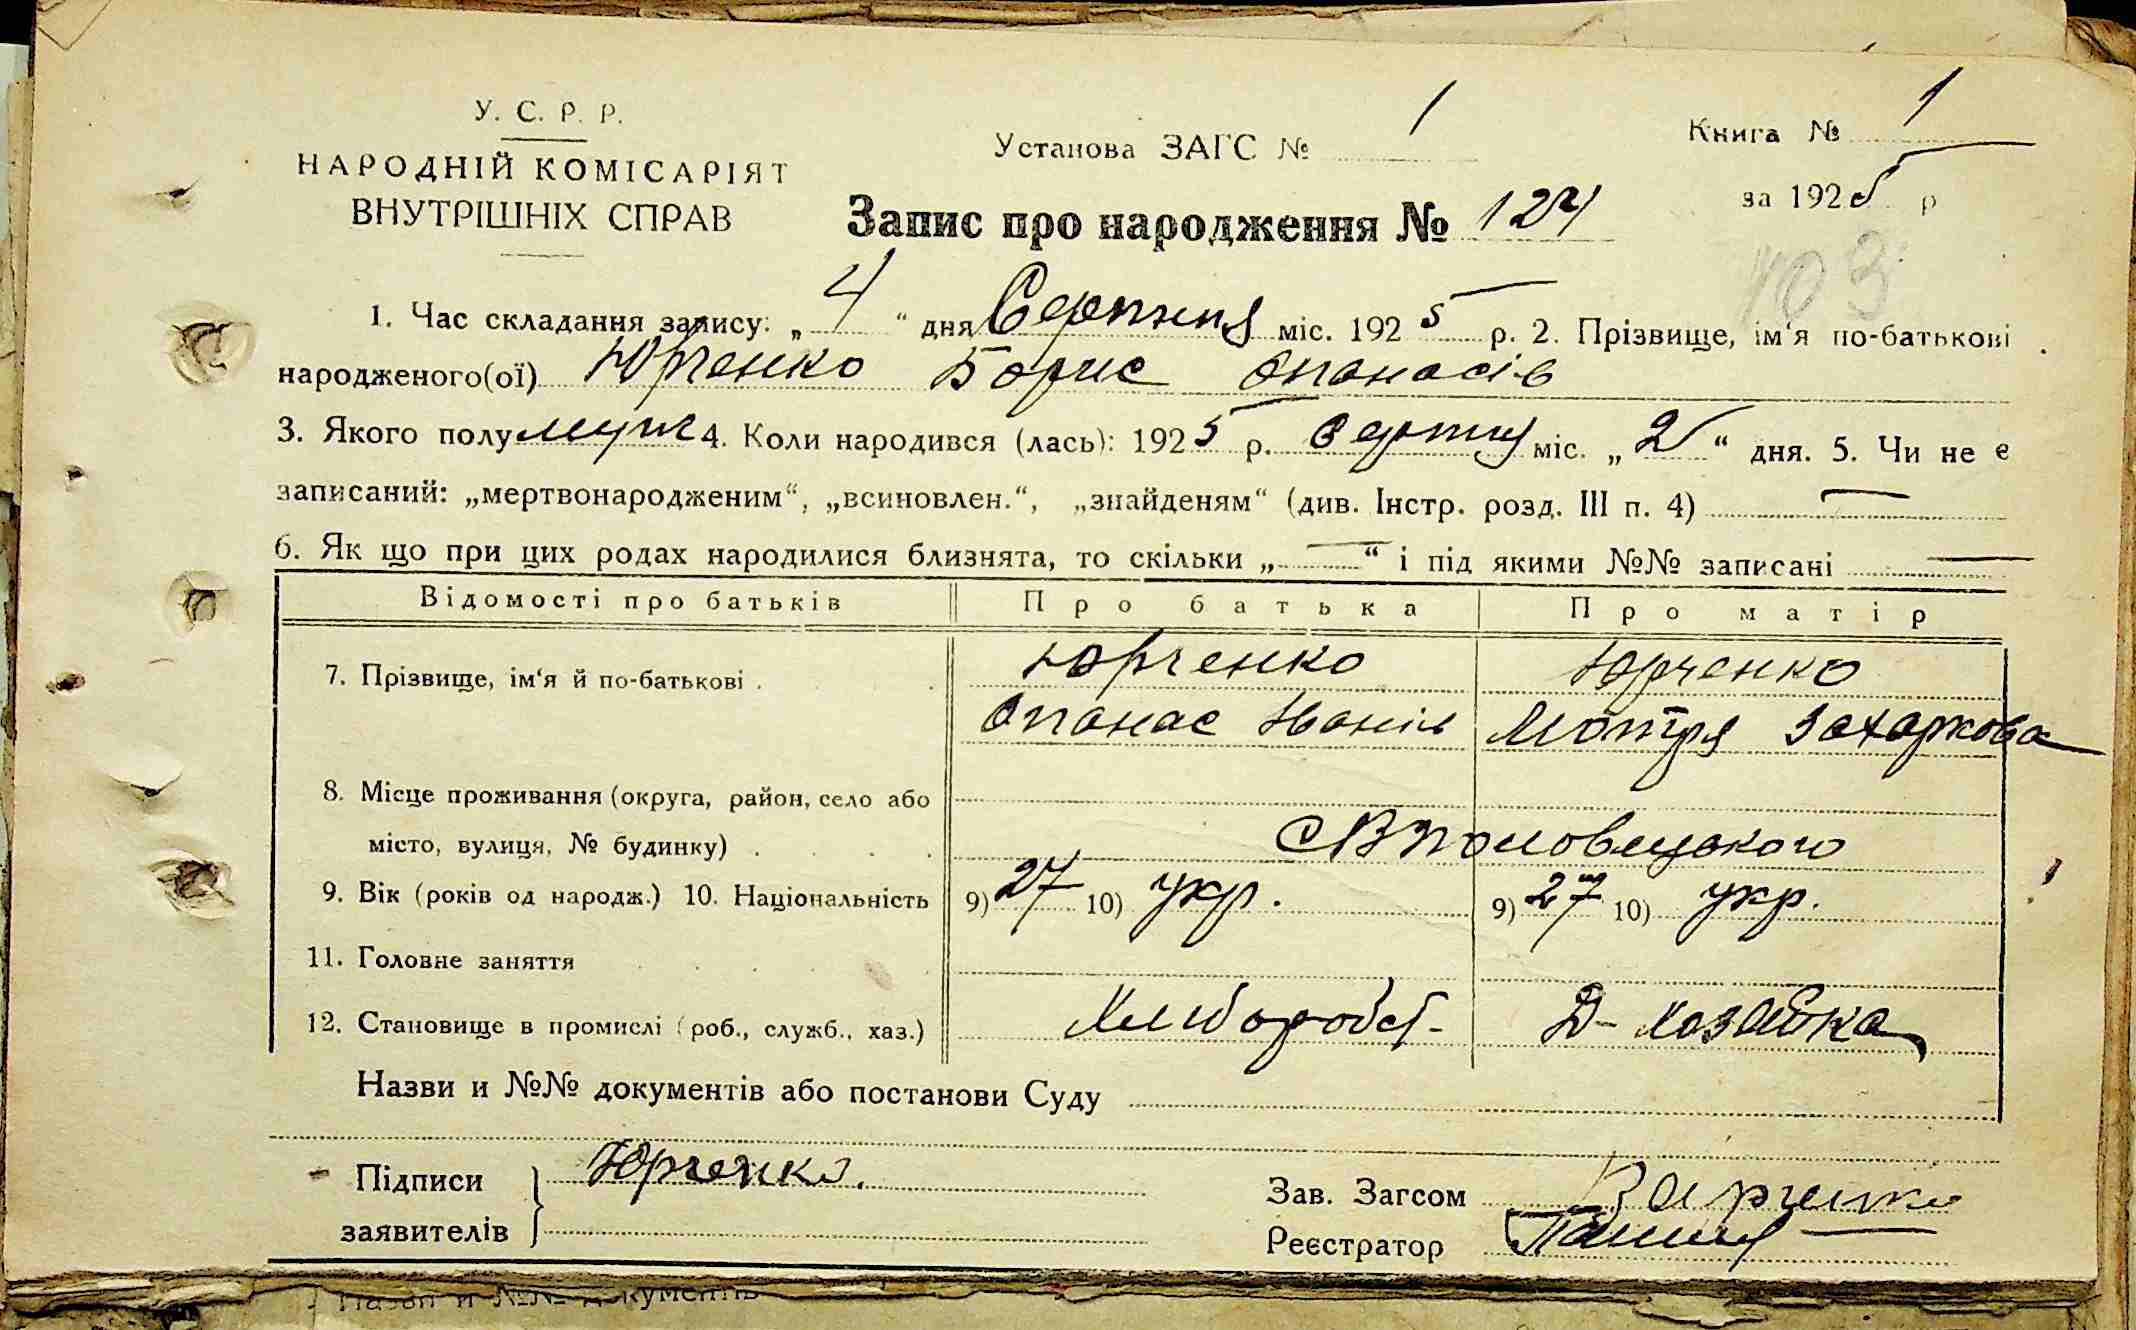 У. С. Р. Р.
НАРОДНІЙ КОМІСАРІЯТ
ВНУТРІШНІХ СПРАВ
Установа ЗАГС № 1
Книга № 1
за 1925 р
Запис про народження № 124
103
1. Час складання запису: „ 4 “ дня Серпння міс. 1925 р. 2. Прізвище, ім‘я по-батькові
народженого(ої) Юрченко Борис Опанасів
3. Якого полу муж 4. Коли народився (лась): 1925 р. Серпня міс. „ 2 “ дня. 5. Чи не є
записаний: „мертвонародженим“, „всиновлен.“, „знайденям“ (див. Інстр. розд. III п. 4) —
6. Як що при цих родах народилися близнята, то скільки „ — “ і під якими №№ записані —
Відомості про батьків Про батька Про матір
7. Прізвище, ім‘я й по-батькові . Юрченко Юрченко
Опанас Іванів Мотря Захаркова
8. Місце проживання (округа, район, село або
місто, вулиця, № будинку) . . . . . СВ Половецького
9. Вік (років од народж.) 10. Національність 9) 27 10) укр. 9) 27 10) укр.
11. Головне заняття
12. Становище в промислі (роб., служб., хаз.) Хлиборобст- Д- хозяйка
Назви и №№ документів або постанови Суду
Підписи Юрченко.
заявителів
Зав. Загсом
Реєстратор